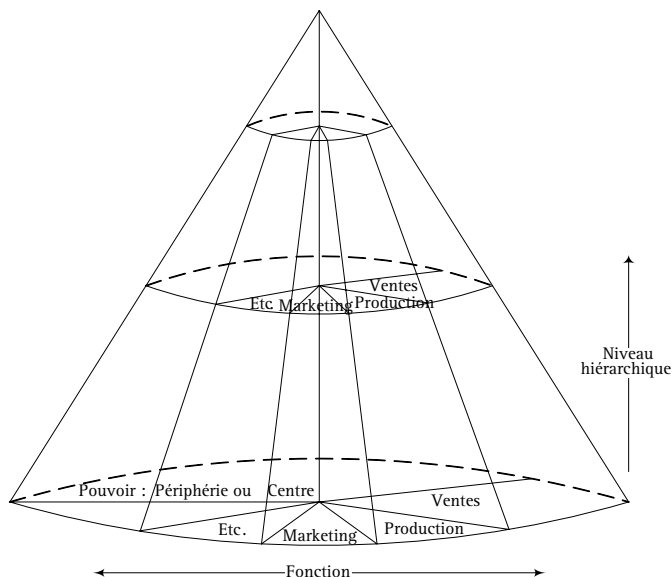 Ventes
Etc. Marketing Production
Niveau
hiérarchique
Pouvoir : Périphérie ou Centre
Ventes
Etc. Marketing Production
Fonction